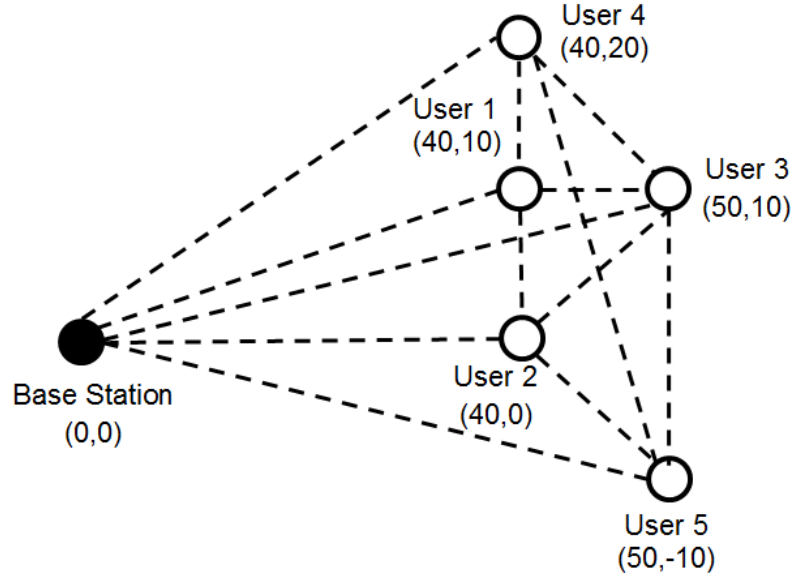 User 4
(40,20)
User 1
(40,10)
User 3
(50,10)
User 2
(40,0)
Base Station
(0,0)
User 5
(50,-10)